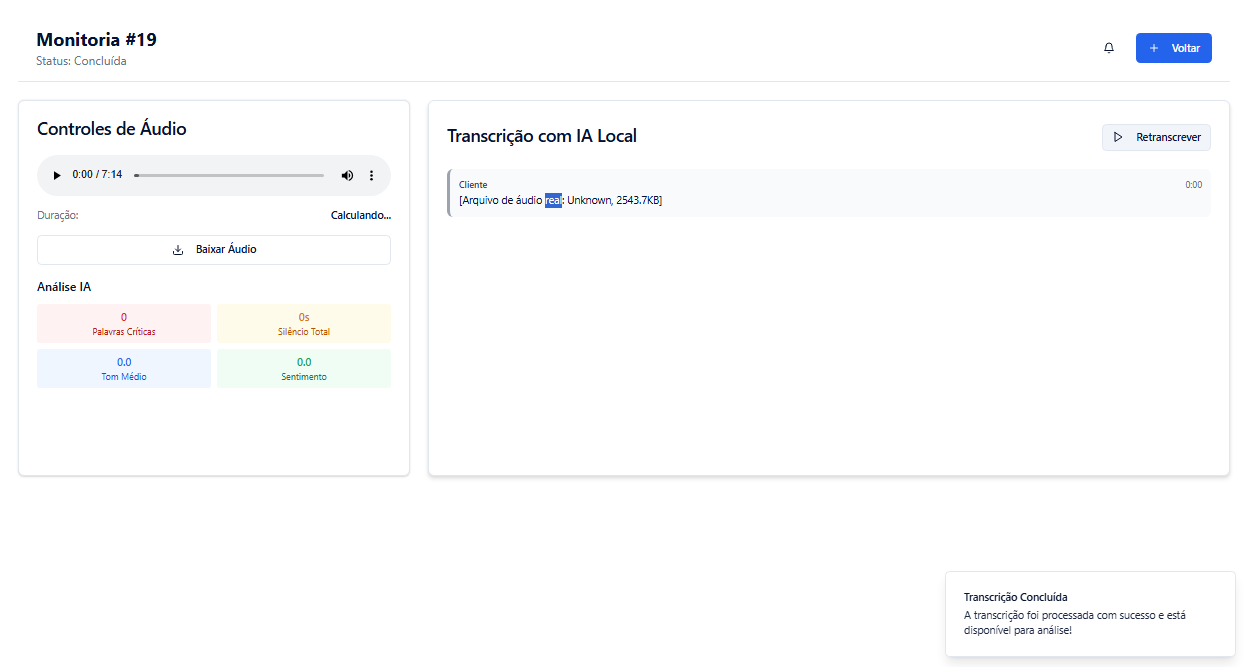 Monitoria #19
Status: Concluída
Voltar
Controles de Áudio
0:00 / 7:14
Duração:
Calculando...
Baixar Áudio
Análise IA
0
Palavras Críticas
0s
Silêncio Total
0.0
Tom Médio
0.0
Sentimento
Transcrição com IA Local
Retranscrever
Cliente
0:00
[Arquivo de áudio real: Unknown, 2543.7KB]
Transcrição Concluída
A transcrição foi processada com sucesso e está
disponível para análise!